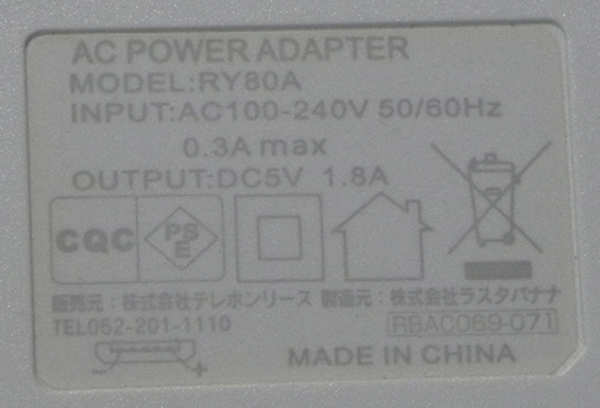 AC POWER ADAPTER
MODEL:RY80A
INPUT:AC100-240V 50/60Hz
0.3A max
OUTPUT:DC5V 1.8A
CQC PSE
販売元：株式会社テレホンリース 製造元：株式会社ラスタバナナ
TEL052-201-1110 RBAC069-071
- +
MADE IN CHINA